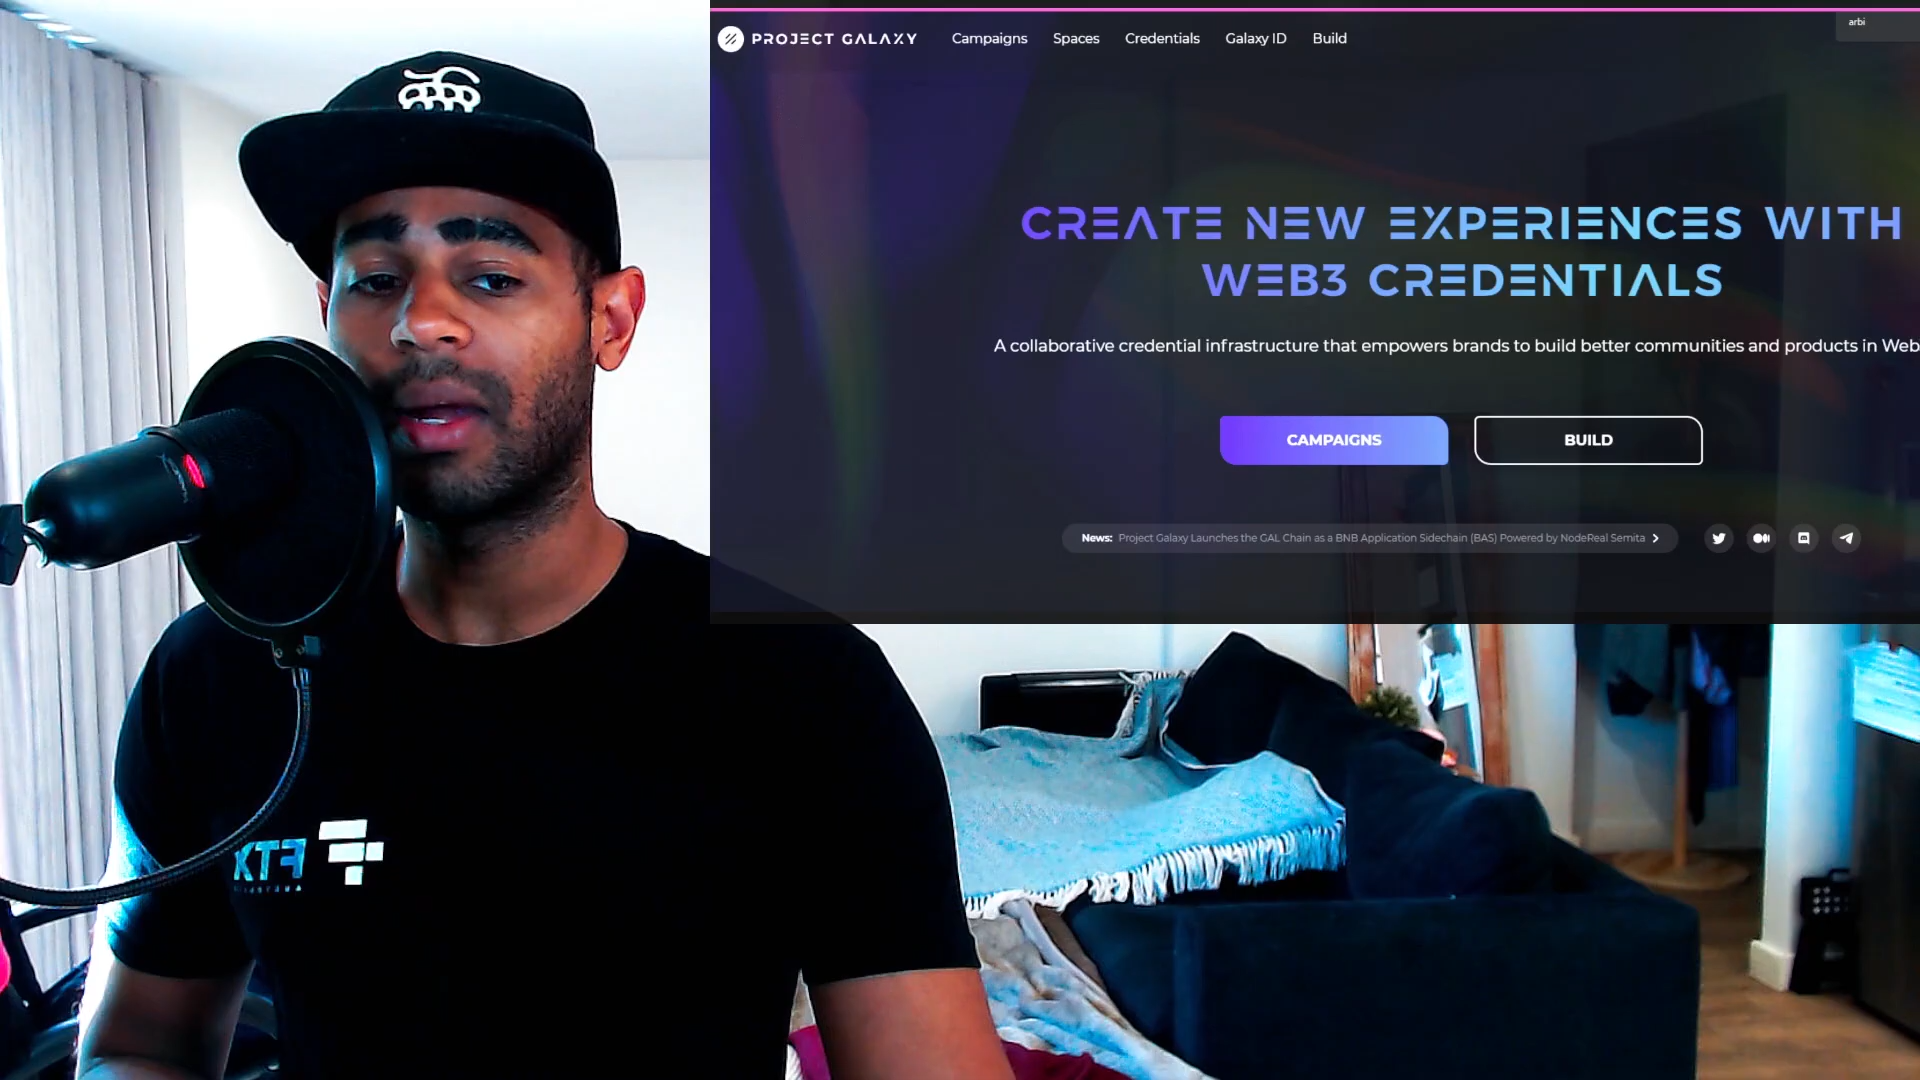 PROJECT GALAXY
Campaigns Spaces Credentials Galaxy ID Build
arbi
CREATE NEW EXPERIENCES WITH
WEB3 CREDENTIALS
A collaborative credential infrastructure that empowers brands to build better communities and products in Web
CAMPAIGNS
BUILD
News: Project Galaxy Launches the GAL Chain as a BNB Application Sidechain (BAS) Powered by NodeReal Semita
FTX